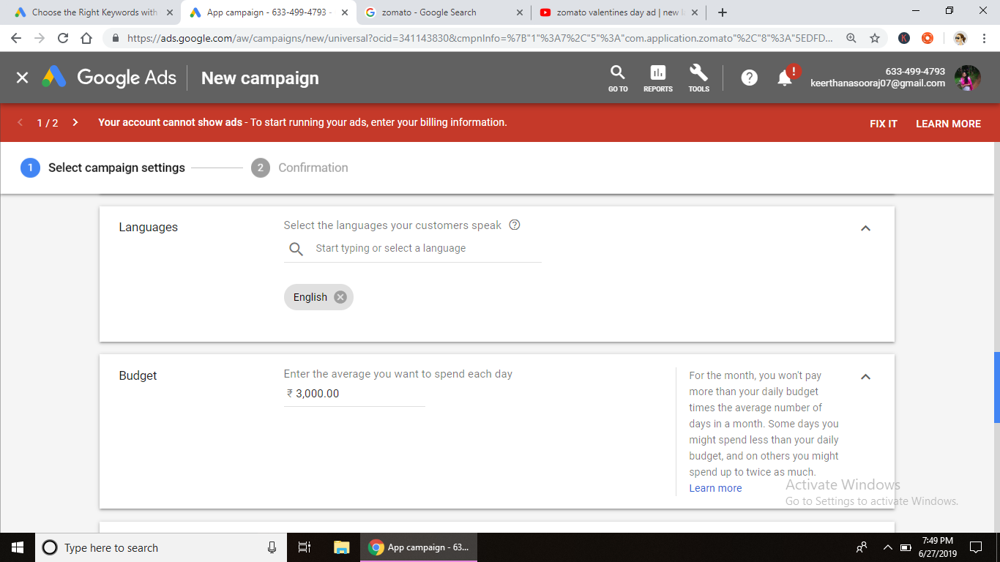 Choose the Right Keywords with
App campaign - 633-499-4793 -
zomato - Google Search
zomato valentines day ad | new
https://ads.google.com/aw/campaigns/new/universal?ocid=341143830&cmpnInfo=%7B"1"%3A7%2C"5"%3A"com.application.zomato"%2C"8"%3A"5EDFD...
K
Google Ads
New campaign
GO TO
REPORTS
TOOLS
?
!
633-499-4793
keerthanasooraj07@gmail.com
1 / 2
Your account cannot show ads - To start running your ads, enter your billing information.
FIX IT
LEARN MORE
1
Select campaign settings
2
Confirmation
Languages
Select the languages your customers speak ?
Start typing or select a language
English
Budget
Enter the average you want to spend each day
₹ 3,000.00
For the month, you won't pay
more than your daily budget
times the average number of
days in a month. Some days you
might spend less than your daily
budget, and on others you might
spend up to twice as much.
Learn more
Activate Windows
Go to Settings to activate Windows.
Type here to search
App campaign - 63...
7:49 PM
6/27/2019